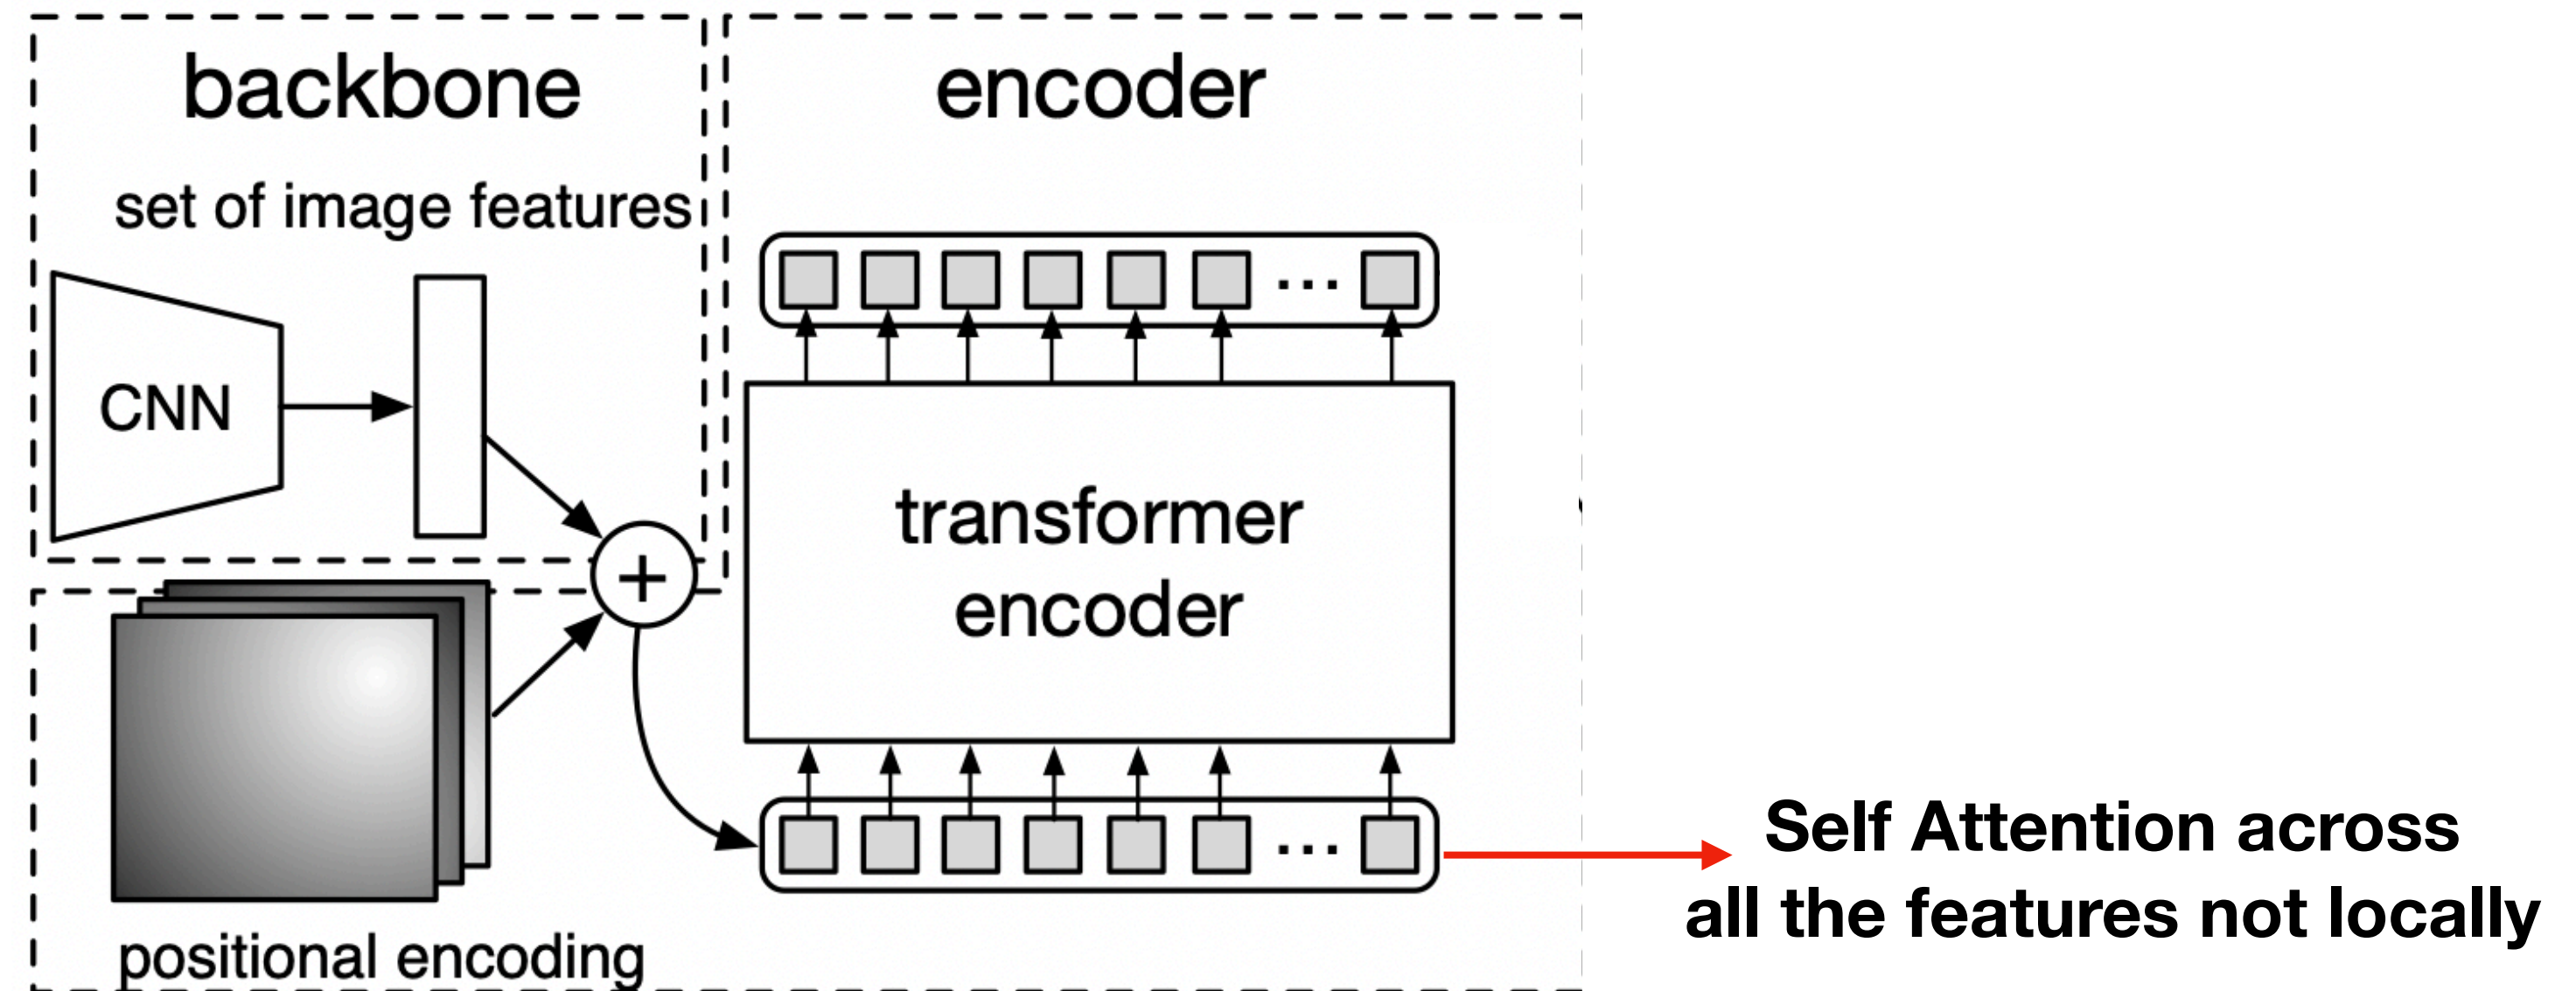 backbone
set of image features
CNN
+
positional encoding
encoder
...
transformer
encoder
...
Self Attention across
all the features not locally